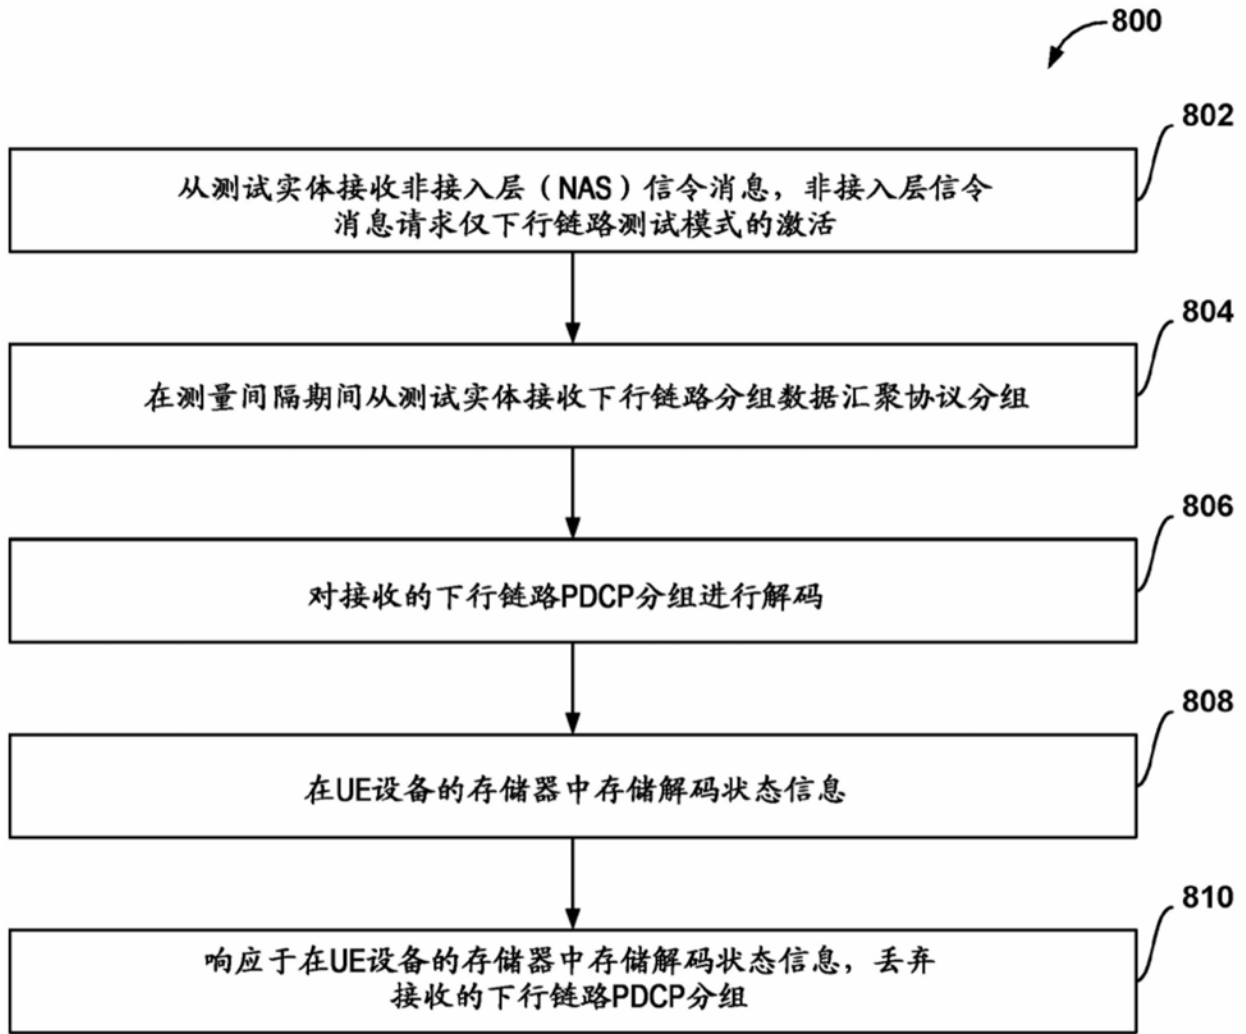 800
802
从测试实体接收非接入层（NAS）信令消息，非接入层信令
消息请求仅下行链路测试模式的激活
804
在测量间隔期间从测试实体接收下行链路分组数据汇聚协议分组
806
对接收的下行链路PDCP分组进行解码
808
在UE设备的存储器中存储解码状态信息
810
响应于在UE设备的存储器中存储解码状态信息，丢弃
接收的下行链路PDCP分组